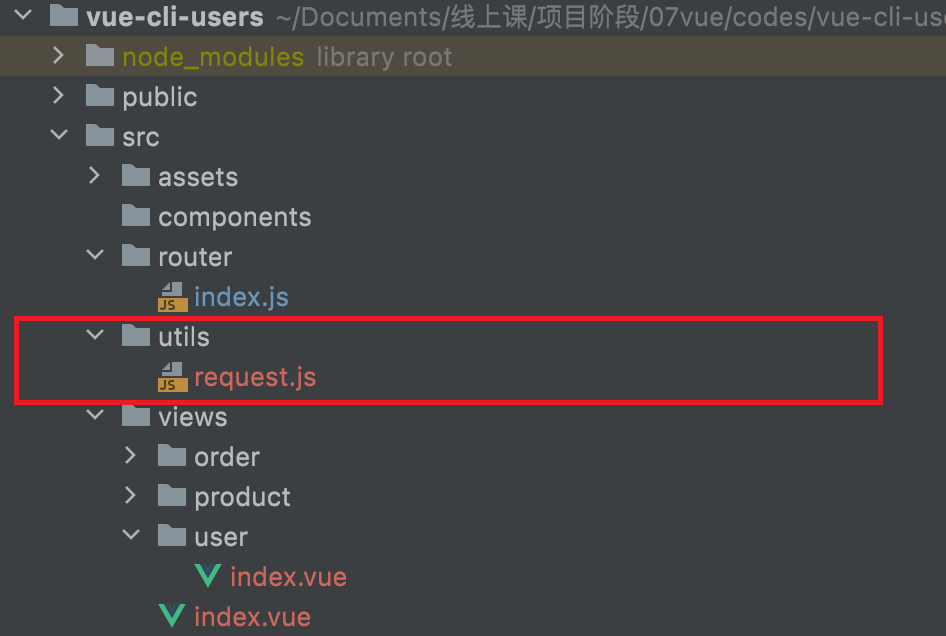 vue-cli-users ~/Documents/线上课/项目阶段/07vue/codes/vue-cli-use
node_modules library root
public
src
assets
components
router
JS index.js
utils
JS request.js
views
order
product
user
index.vue
index.vue